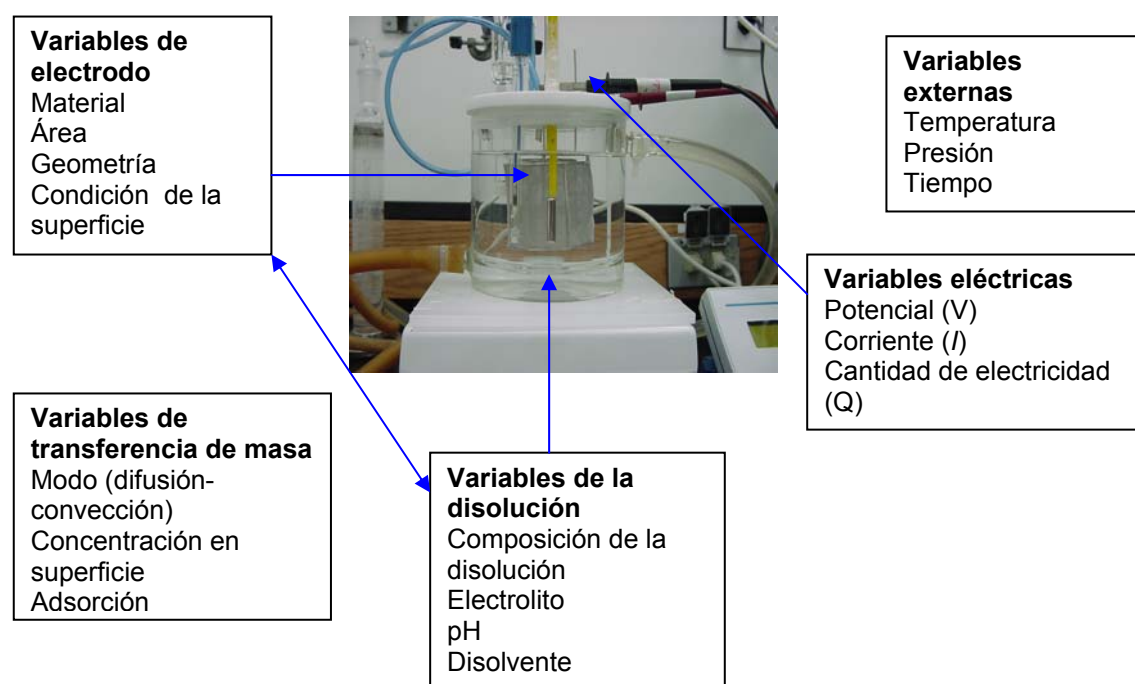 Variables de
electrodo
Material
Área
Geometría
Condición de la
superficie
Variables
externas
Temperatura
Presión
Tiempo
Variables eléctricas
Potencial (V)
Corriente (I)
Cantidad de electricidad
(Q)
Variables de
transferencia de masa
Modo (difusión-
convección)
Concentración en
superficie
Adsorción
Variables de la
disolución
Composición de la
disolución
Electrolito
pH
Disolvente